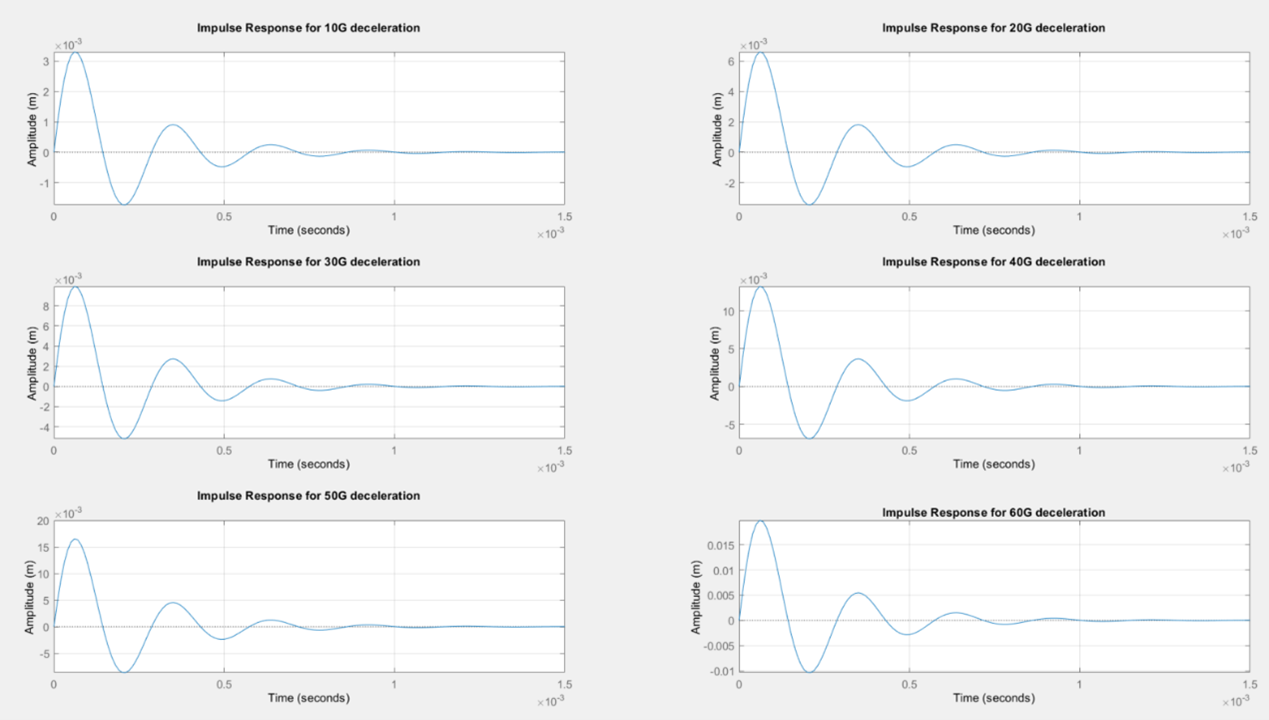 Impulse Response for 10G deceleration
×10-3
3
2
1
0
-1
Amplitude (m)
0 0.5 1 1.5
Time (seconds)
×10-3
Impulse Response for 20G deceleration
×10-3
6
4
2
0
-2
Amplitude (m)
0 0.5 1 1.5
Time (seconds)
×10-3
Impulse Response for 30G deceleration
×10-3
8
6
4
2
0
-2
-4
Amplitude (m)
0 0.5 1 1.5
Time (seconds)
×10-3
Impulse Response for 40G deceleration
×10-3
10
5
0
-5
Amplitude (m)
0 0.5 1 1.5
Time (seconds)
×10-3
Impulse Response for 50G deceleration
×10-3
20
15
10
5
0
-5
Amplitude (m)
0 0.5 1 1.5
Time (seconds)
×10-3
Impulse Response for 60G deceleration
0.015
0.01
0.005
0
-0.005
-0.01
Amplitude (m)
0 0.5 1 1.5
Time (seconds)
×10-3